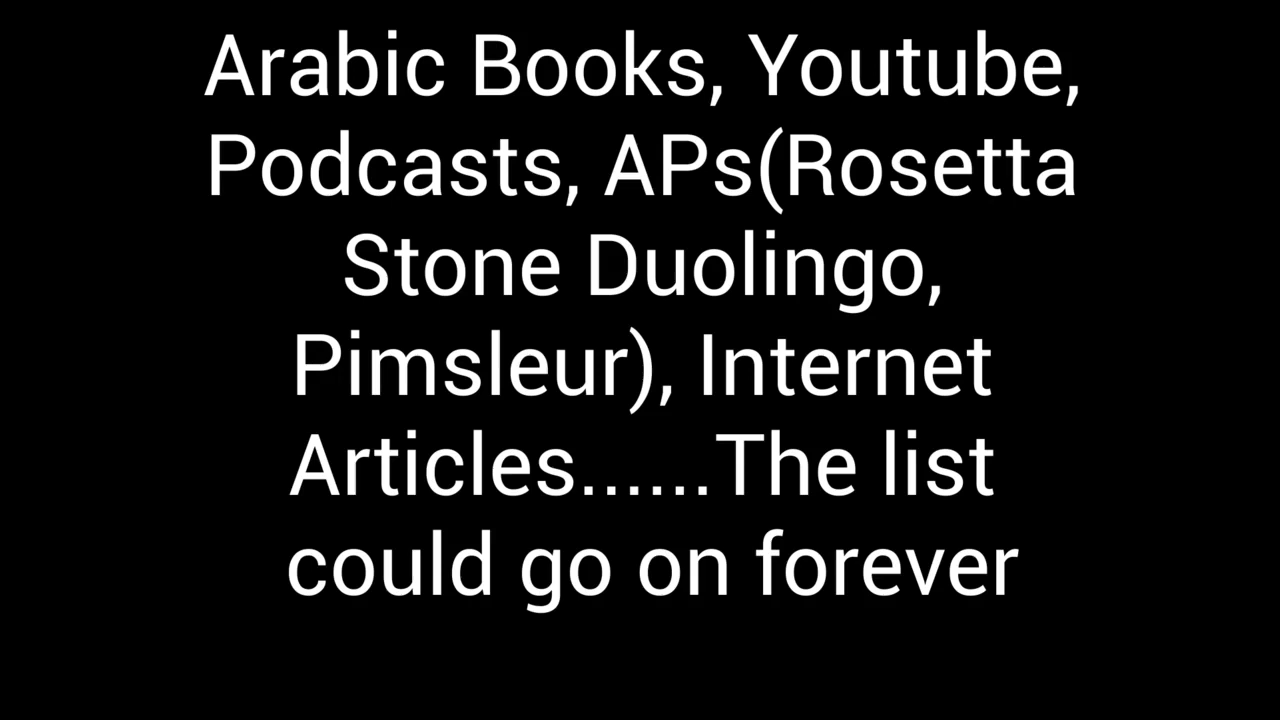 Arabic Books, Youtube,
Podcasts, APs(Rosetta
Stone Duolingo,
Pimsleur), Internet
Articles......The list
could go on forever